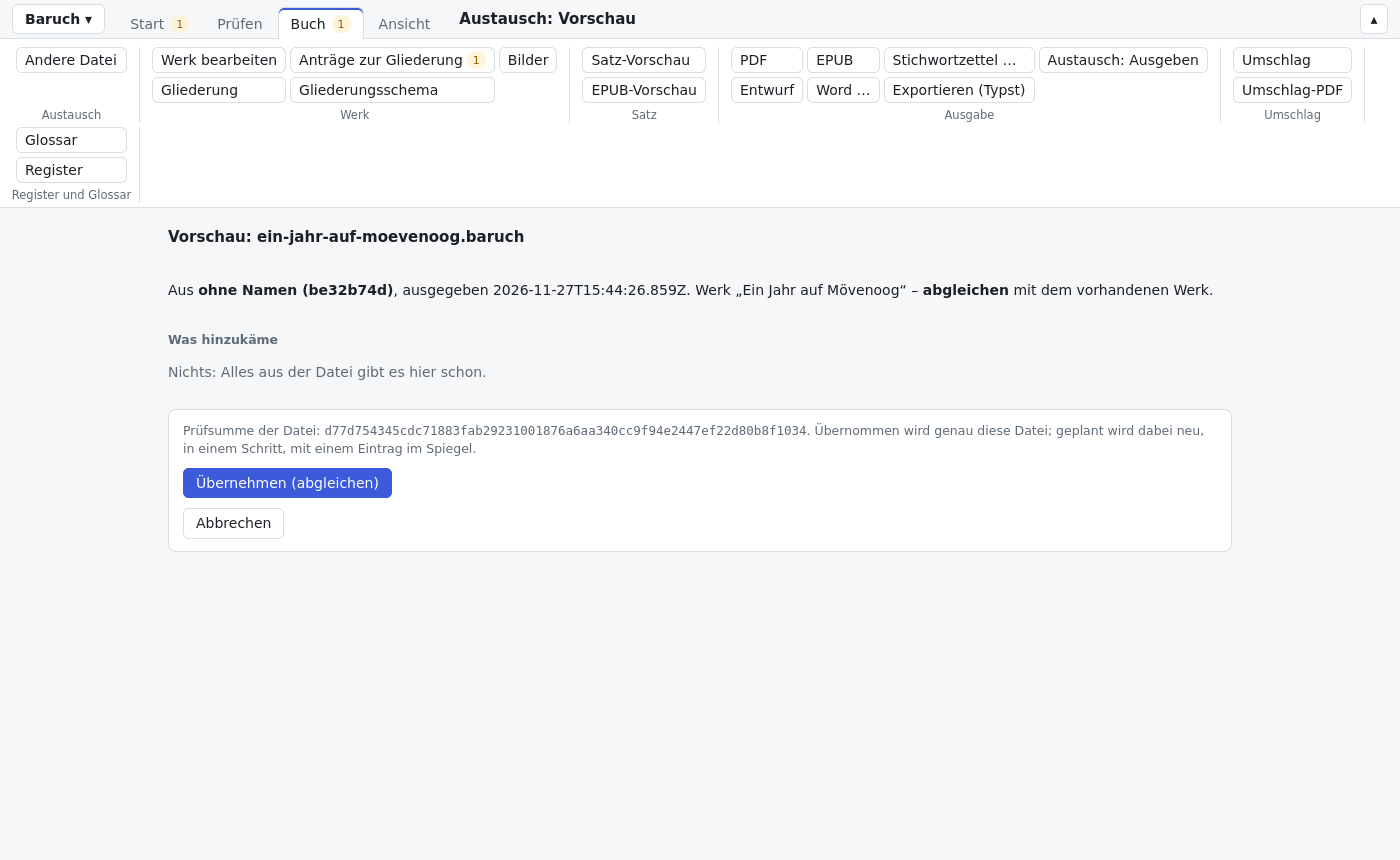 Baruch ▾ Start 1 Prüfen Buch 1 Ansicht Austausch: Vorschau ▴
Andere Datei Werk bearbeiten Anträge zur Gliederung 1 Bilder Satz-Vorschau PDF EPUB Stichwortzettel … Austausch: Ausgeben Umschlag
Gliederung Gliederungsschema EPUB-Vorschau Entwurf Word … Exportieren (Typst) Umschlag-PDF
Austausch Werk Satz Ausgabe Umschlag
Glossar
Register
Register und Glossar
Vorschau: ein-jahr-auf-moevenoog.baruch
Aus ohne Namen (be32b74d), ausgegeben 2026-11-27T15:44:26.859Z. Werk „Ein Jahr auf Mövenoog“ – abgleichen mit dem vorhandenen Werk.
Was hinzukäme
Nichts: Alles aus der Datei gibt es hier schon.
Prüfsumme der Datei: d77d754345cdc71883fab29231001876a6aa340cc9f94e2447ef22d80b8f1034. Übernommen wird genau diese Datei; geplant wird dabei neu,
in einem Schritt, mit einem Eintrag im Spiegel.
Übernehmen (abgleichen)
Abbrechen